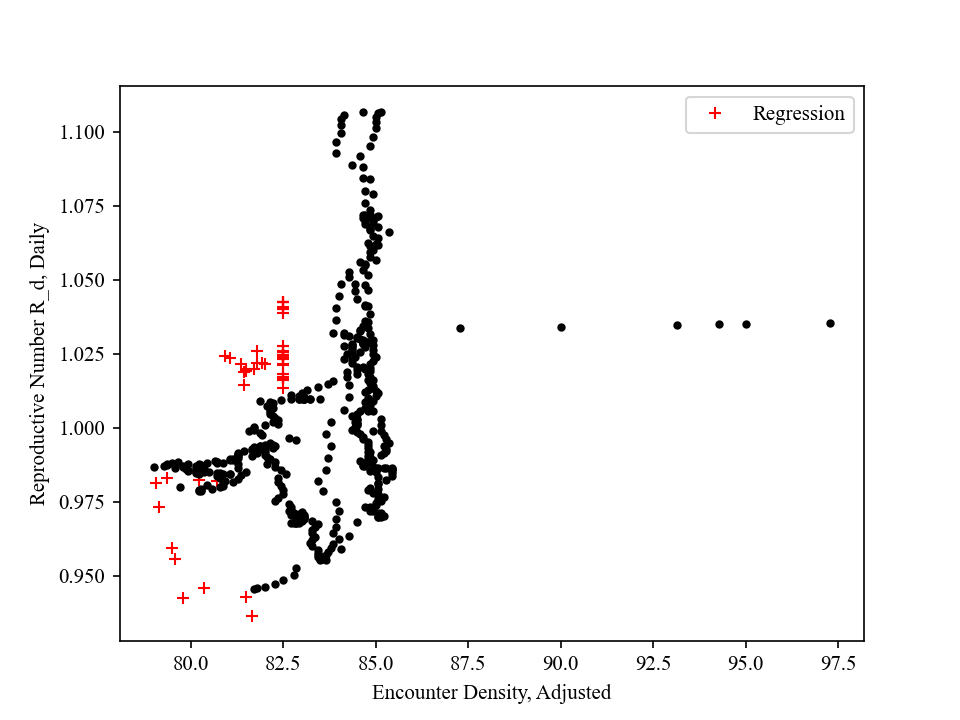 Regression
1.100
1.075
1.050
1.025
1.000
0.975
0.950
Reproductive Number R_d, Daily
80.0 82.5 85.0 87.5 90.0 92.5 95.0 97.5
Encounter Density, Adjusted